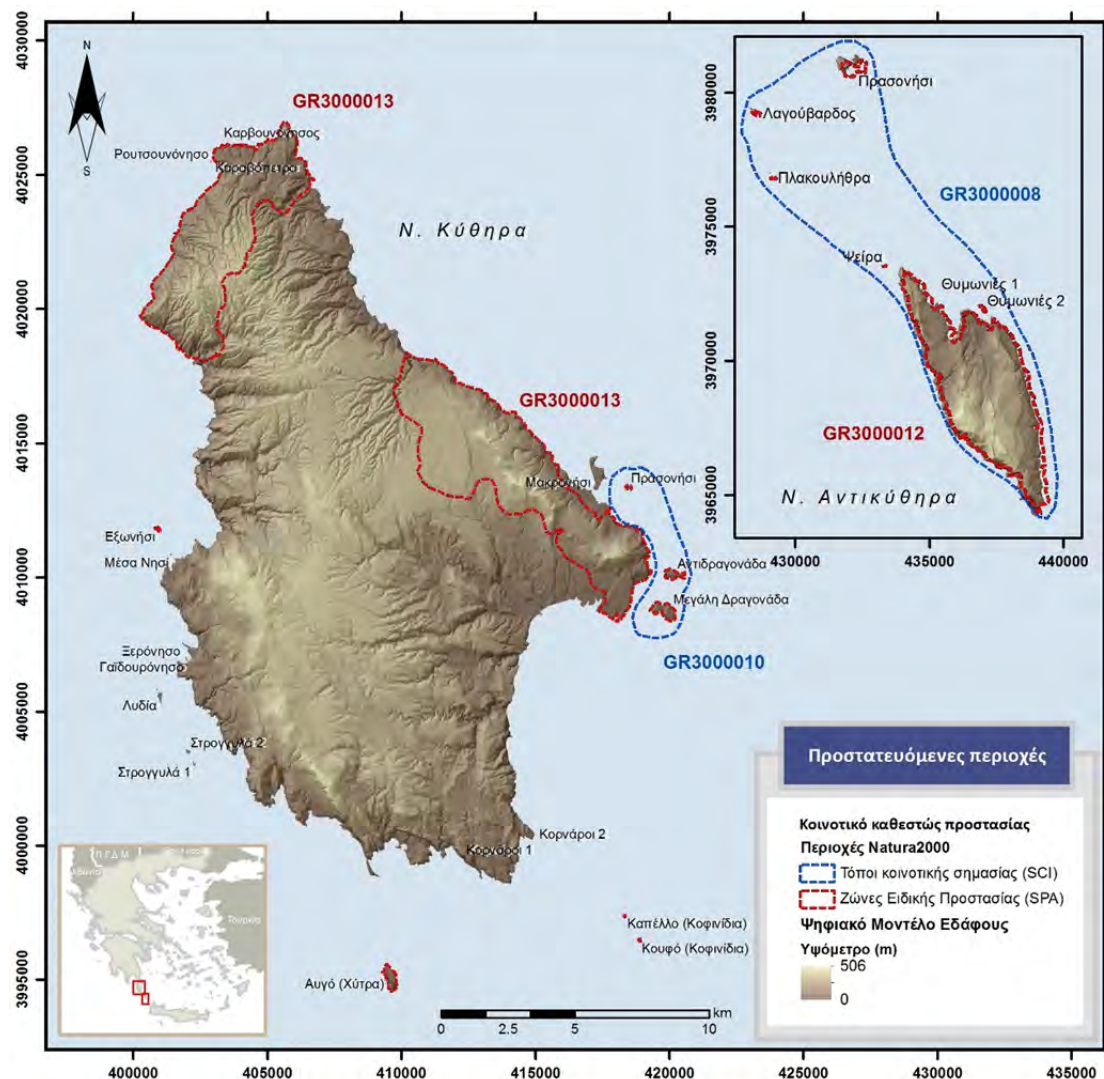 N
S
GR3000013
Καρβουνόνησος
Ρουτσουνόνησο
Καραβόπετρα
Ν. Κύθηρα
GR3000013
Μακρονήσι
Πρασονήσι
Εξωνήσι
Μέσα Νησί
Αντιδραγονάδα
Μεγάλη Δραγονάδα
GR3000010
Ξερόνησο
Γαϊδουρόνησο
Λυδία
Στρογγυλά 2
Στρογγυλά 1
Κορνάροι 2
Κορνάροι 1
Καπέλλο (Κοφινίδια)
Κουφό (Κοφινίδια)
Αυγό (Χύτρα)
km
0 2.5 5 10
4030000
4025000
4020000
4015000
4010000
4005000
4000000
3995000
400000 405000 410000 415000 420000 425000 430000 435000
Πρασονήσι
Λαγούβαρδος
Πλακουλήθρα
GR3000008
Ψείρα
Θυμωνιές 1
Θυμωνιές 2
GR3000012
Ν. Αντικύθηρα
3980000
3975000
3970000
3965000
430000 435000 440000
Π.Γ.Δ.Μ.
Αλβανία
Τουρκία
Προστατευόμενες περιοχές
Κοινοτικό καθεστώς προστασίας
Περιοχές Natura2000
Τόποι κοινοτικής σημασίας (SCI)
Ζώνες Ειδικής Προστασίας (SPA)
Ψηφιακό Μοντέλο Εδάφους
Υψόμετρο (m)
506
0